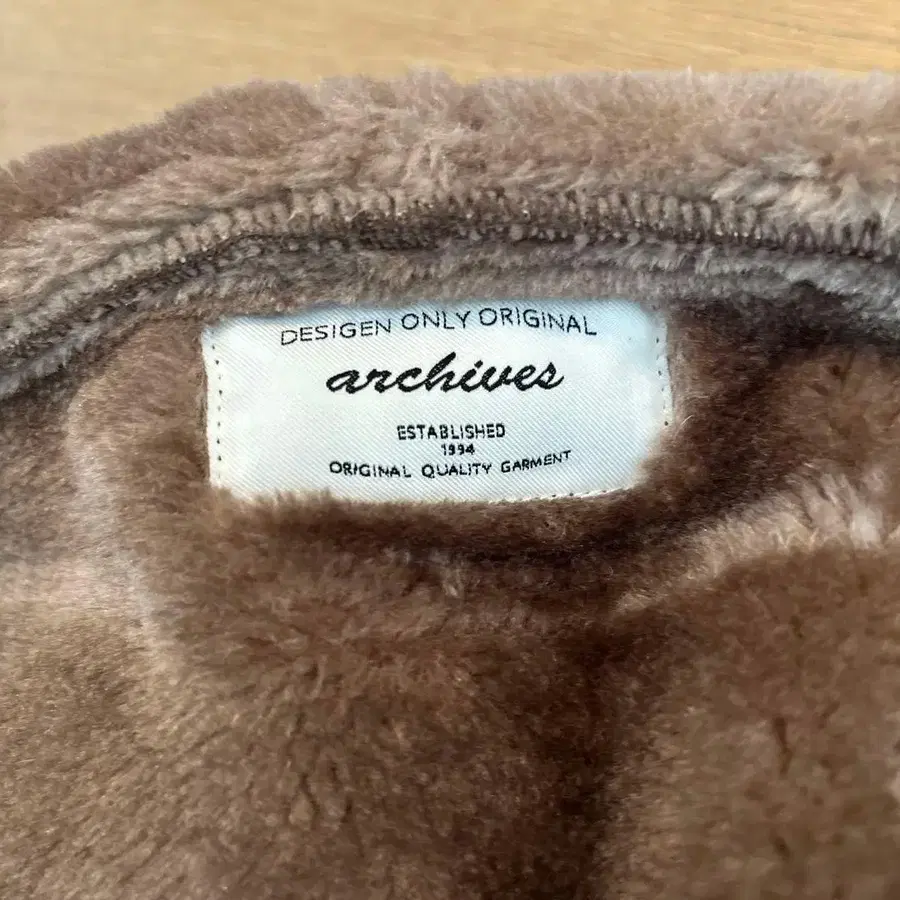 DESIGEN ONLY ORIGINAL
archives
ESTABLISHED
1994
ORIGINAL QUALITY GARMENT